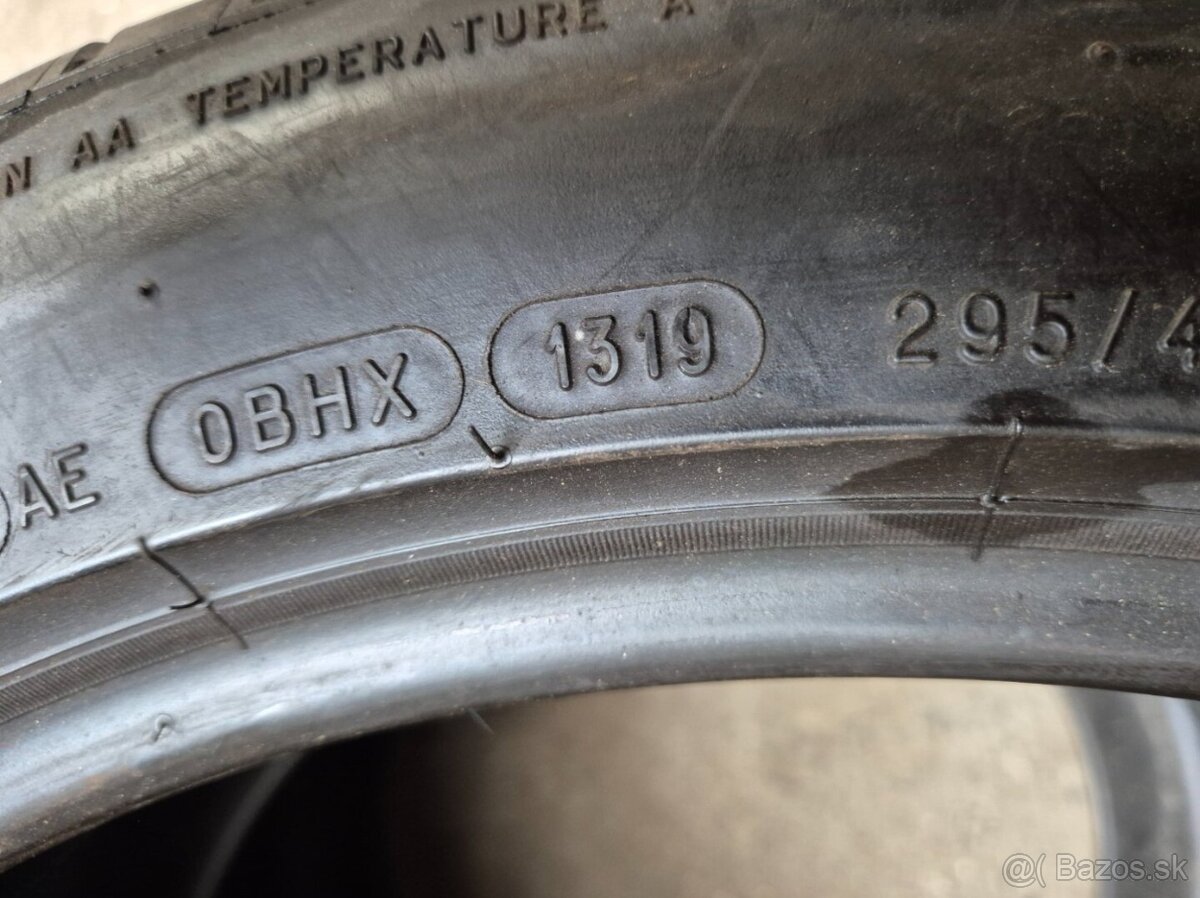 N AA TEMPERATURE A
AE 0BHX 1319 295/4
@( Bazos.sk